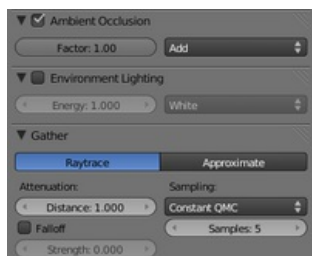 Ambient Occlusion
Factor: 1.00 Add
Environment Lighting
Energy: 1.000 White
Gather
Raytrace Approximate
Attenuation: Sampling:
Distance: 1.000 Constant QMC
Falloff Samples: 5
Strength: 0.000